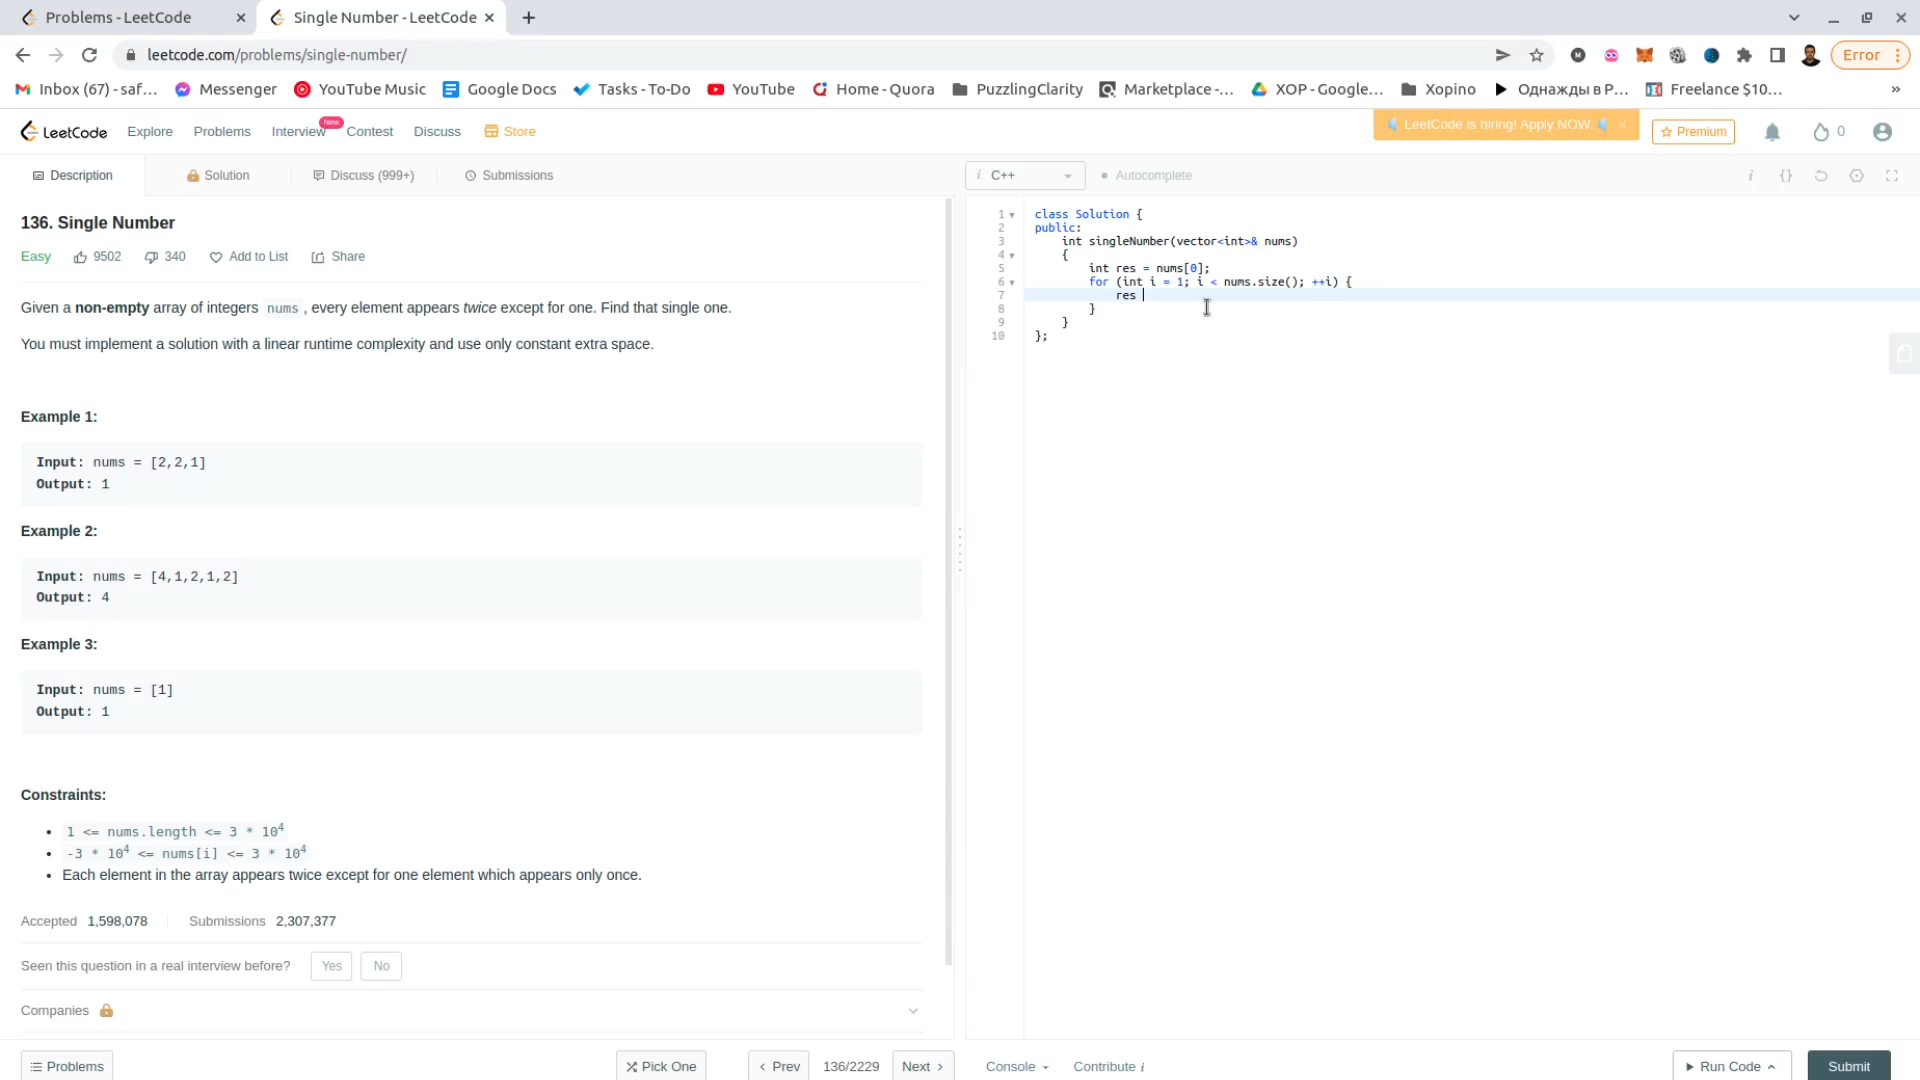 Problems - LeetCode
Single Number - LeetCode
leetcode.com/problems/single-number/
Error
Inbox (67) - saf...
Messenger
YouTube Music
Google Docs
Tasks - To-Do
YouTube
Home - Quora
PuzzlingClarity
Marketplace -...
XOP - Google...
Xopino
Однажды в Р...
Freelance $10...
»
LeetCode
Explore
Problems
Interview
New
Contest
Discuss
Store
LeetCode is hiring! Apply NOW.
Premium
0
Description
Solution
Discuss (999+)
Submissions
i C++
Autocomplete
i {}
136. Single Number
Easy
9502
340
Add to List
Share
Given a non-empty array of integers nums , every element appears twice except for one. Find that single one.
You must implement a solution with a linear runtime complexity and use only constant extra space.
Example 1:
Input: nums = [2,2,1]
Output: 1
Example 2:
Input: nums = [4,1,2,1,2]
Output: 4
Example 3:
Input: nums = [1]
Output: 1
Constraints:
• 1 <= nums.length <= 3 * 10⁴
• -3 * 10⁴ <= nums[i] <= 3 * 10⁴
• Each element in the array appears twice except for one element which appears only once.
Accepted 1,598,078
Submissions 2,307,377
Seen this question in a real interview before?
Yes
No
Companies
1 class Solution {
2 public:
3 int singleNumber(vector<int>& nums)
4 {
5 int res = nums[0];
6 for (int i = 1; i < nums.size(); ++i) {
7 res
8 }
9 }
10 };
Problems
Pick One
Prev
136/2229
Next
Console
Contribute i
Run Code
Submit